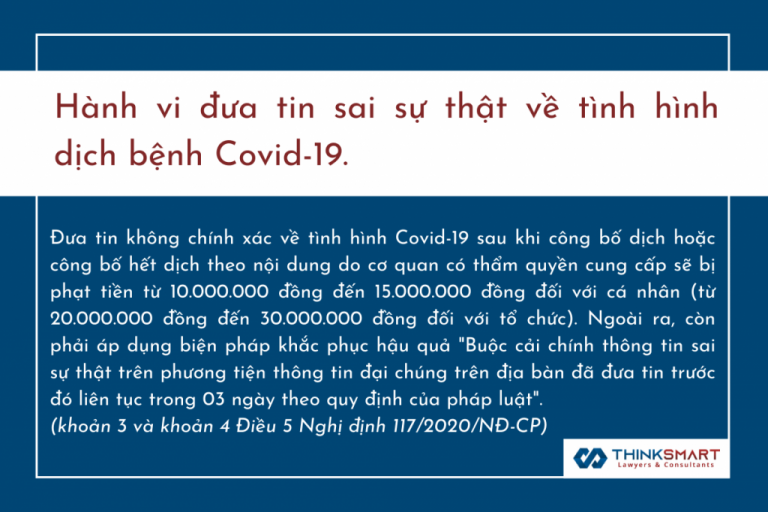 Hành vi đưa tin sai sự thật về tình hình
dịch bệnh Covid-19.
Đưa tin không chính xác về tình hình Covid-19 sau khi công bố dịch hoặc
công bố hết dịch theo nội dung do cơ quan có thẩm quyền cung cấp sẽ bị
phạt tiền từ 10.000.000 đồng đến 15.000.000 đồng đối với cá nhân (từ
20.000.000 đồng đến 30.000.000 đồng đối với tổ chức). Ngoài ra, còn
phải áp dụng biện pháp khắc phục hậu quả "Buộc cải chính thông tin sai
sự thật trên phương tiện thông tin đại chúng trên địa bàn đã đưa tin trước
đó liên tục trong 03 ngày theo quy định của pháp luật".
(khoản 3 và khoản 4 Điều 5 Nghị định 117/2020/NĐ-CP)
THINKSMART
Lawyers & Consultants